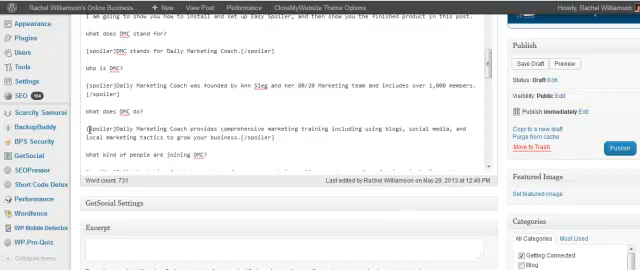 Rachel Williamson's Online Business...
+ New
View Post
Performance
CloneMyWebsite Theme Options
Howdy, Rachel Williamson
Appearance
Plugins
Users
Tools
Settings
SEO
Scarcity Samurai
BackupBuddy
BPS Security
GetSocial
SEOPressor
Short Code Delux
Performance
Wordfence
WP Mobile Detector
WP-Pro-Quiz
Collapse menu
I am going to show you how to install and set up Easy Spoiler, and then show you the finished product in this post.
What does DMC stand for?
[spoiler]DMC stands for Daily Marketing Coach.[/spoiler]
Who is DMC?
[spoiler]Daily Marketing Coach was founded by Ann Sieg and her 80/20 Marketing team and includes over 1,000 members.
[/spoiler]
What does DMC do?
[spoiler]Daily Marketing Coach provides comprehensive marketing training including using blogs, social media, and
local marketing tactics to grow your business.[/spoiler]
What kind of people are joining DMC?
Word count: 731
Last edited by Rachel Williamson on May 29, 2013 at 12:46 PM
GetSocial Settings
Excerpt
Publish
Save Draft
Preview
Status: Draft Edit
Visibility: Public Edit
Publish immediately Edit
Copy to a new draft
Purge from cache
Move to Trash
Publish
Featured Image
Set featured image
Categories
All Categories
Most Used
Getting Connected
Blog